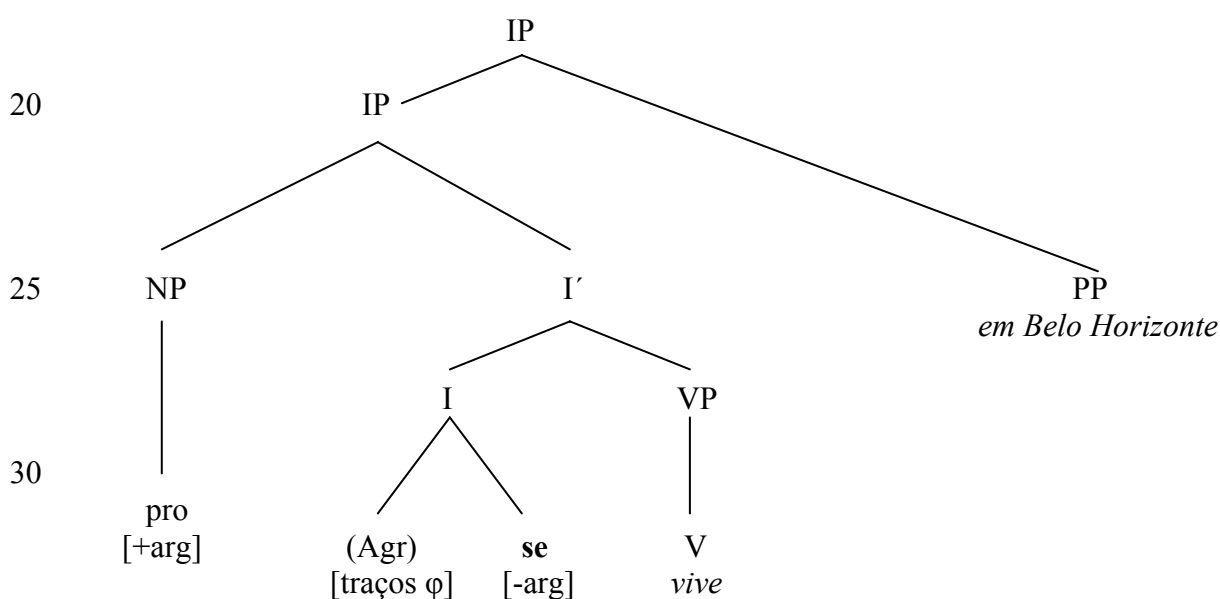 IP
20 IP
25 NP I´ PP
em Belo Horizonte
I VP
30
pro
[+arg] (Agr) se V
[traços φ] [-arg] vive